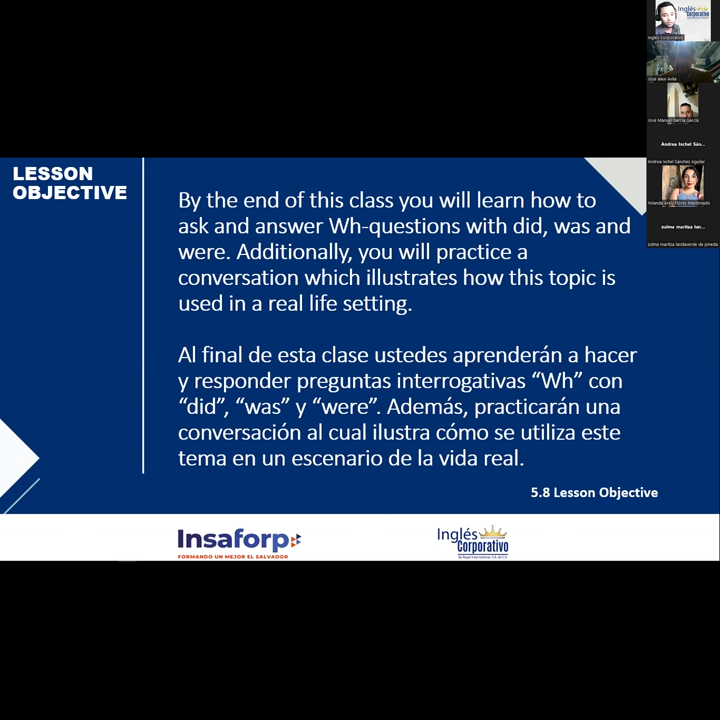 LESSON
OBJECTIVE
By the end of this class you will learn how to
ask and answer Wh-questions with did, was and
were. Additionally, you will practice a
conversation which illustrates how this topic is
used in a real life setting.
Al final de esta clase ustedes aprenderán a hacer
y responder preguntas interrogativas “Wh” con
“did”, “was” y “were”. Además, practicarán una
conversación al cual ilustra cómo se utiliza este
tema en un escenario de la vida real.
5.8 Lesson Objective
Insaforp
FORMANDO UN MEJOR EL SALVADOR
Inglés
Corporativo
Inglés
Corporativo
Inglés Corporativo
José Manuel García García
Andrea Ixchel Sán...
Andrea Ixchel Sánchez Aguilar
Yolanda Arely Flores Maldonado
zulma maritza lan...
zulma maritza landaverde de pineda